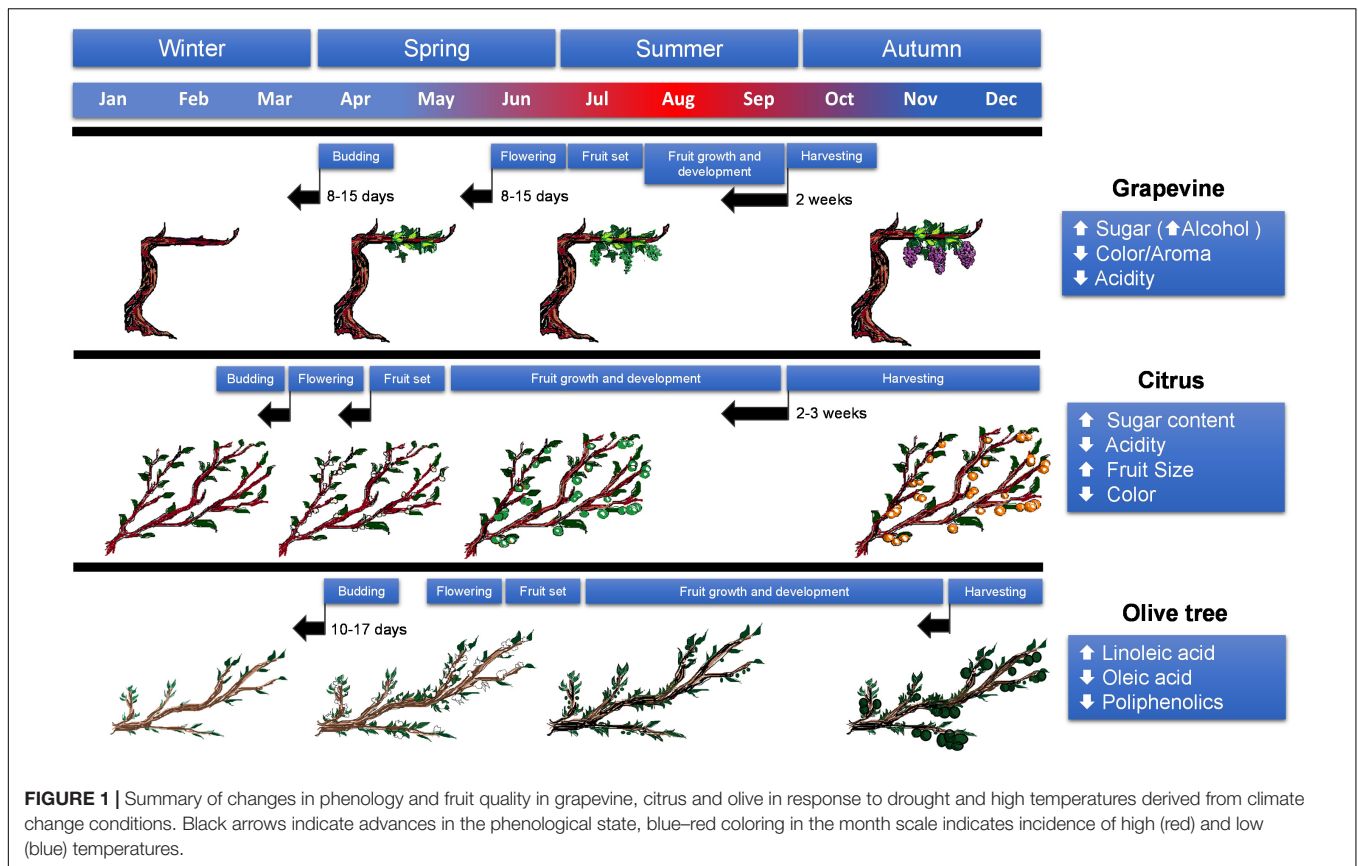 Winter Spring Summer Autumn
Jan Feb Mar Apr May Jun Jul Aug Sep Oct Nov Dec
Budding Flowering Fruit set Fruit growth and development Harvesting
8-15 days 8-15 days 2 weeks
Grapevine
Sugar (⬆Alcohol )
Color/Aroma
Acidity
Budding Flowering Fruit set Fruit growth and development Harvesting
2-3 weeks
Citrus
Sugar content
Acidity
Fruit Size
Color
Budding Flowering Fruit set Fruit growth and development Harvesting
10-17 days
Olive tree
Linoleic acid
Oleic acid
Poliphenolics
FIGURE 1 | Summary of changes in phenology and fruit quality in grapevine, citrus and olive in response to drought and high temperatures derived from climate
change conditions. Black arrows indicate advances in the phenological state, blue–red coloring in the month scale indicates incidence of high (red) and low
(blue) temperatures.